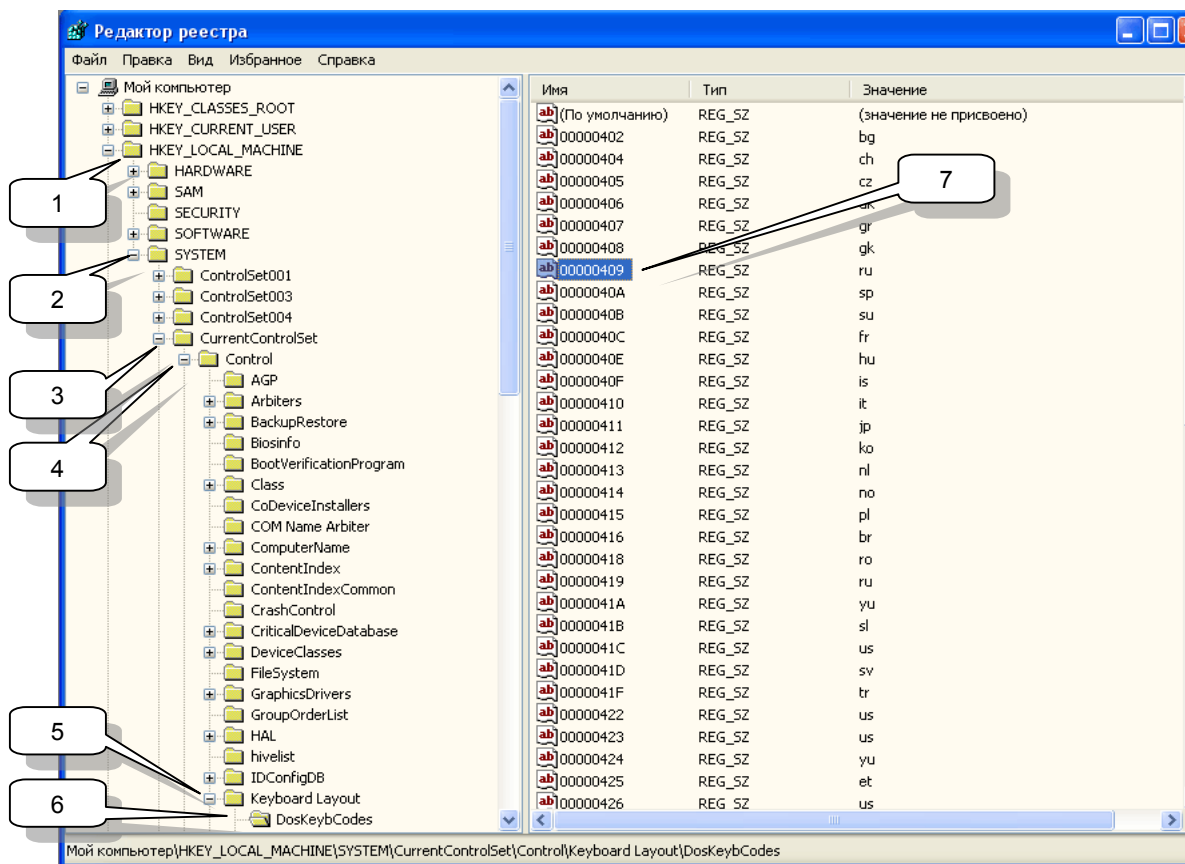 Редактор реестра
Файл Правка Вид Избранное Справка
Мой компьютер
HKEY_CLASSES_ROOT
HKEY_CURRENT_USER
HKEY_LOCAL_MACHINE
HARDWARE
SAM
SECURITY
SOFTWARE
SYSTEM
ControlSet001
ControlSet003
ControlSet004
CurrentControlSet
Control
AGP
Arbiters
BackupRestore
Biosinfo
BootVerificationProgram
Class
CoDeviceInstallers
COM Name Arbiter
ComputerName
ContentIndex
ContentIndexCommon
CrashControl
CriticalDeviceDatabase
DeviceClasses
FileSystem
GraphicsDrivers
GroupOrderList
HAL
hivelist
IDConfigDB
Keyboard Layout
DosKeybCodes
1
2
3
4
5
6
Имя Тип Значение
(По умолчанию) REG_SZ (значение не присвоено)
00000402 REG_SZ bg
00000404 REG_SZ ch
00000405 REG_SZ cz
00000406 REG_SZ
00000407 REG_SZ gr
00000408 REG_SZ gk
00000409 REG_SZ ru
0000040A REG_SZ sp
0000040B REG_SZ su
0000040C REG_SZ fr
0000040E REG_SZ hu
0000040F REG_SZ is
00000410 REG_SZ it
00000411 REG_SZ jp
00000412 REG_SZ ko
00000413 REG_SZ nl
00000414 REG_SZ no
00000415 REG_SZ pl
00000416 REG_SZ br
00000418 REG_SZ ro
00000419 REG_SZ ru
0000041A REG_SZ yu
0000041B REG_SZ sl
0000041C REG_SZ us
0000041D REG_SZ sv
0000041F REG_SZ tr
00000422 REG_SZ us
00000423 REG_SZ us
00000424 REG_SZ yu
00000425 REG_SZ et
00000426 REG_SZ us
7
Мой компьютер\HKEY_LOCAL_MACHINE\SYSTEM\CurrentControlSet\Control\Keyboard Layout\DosKeybCodes